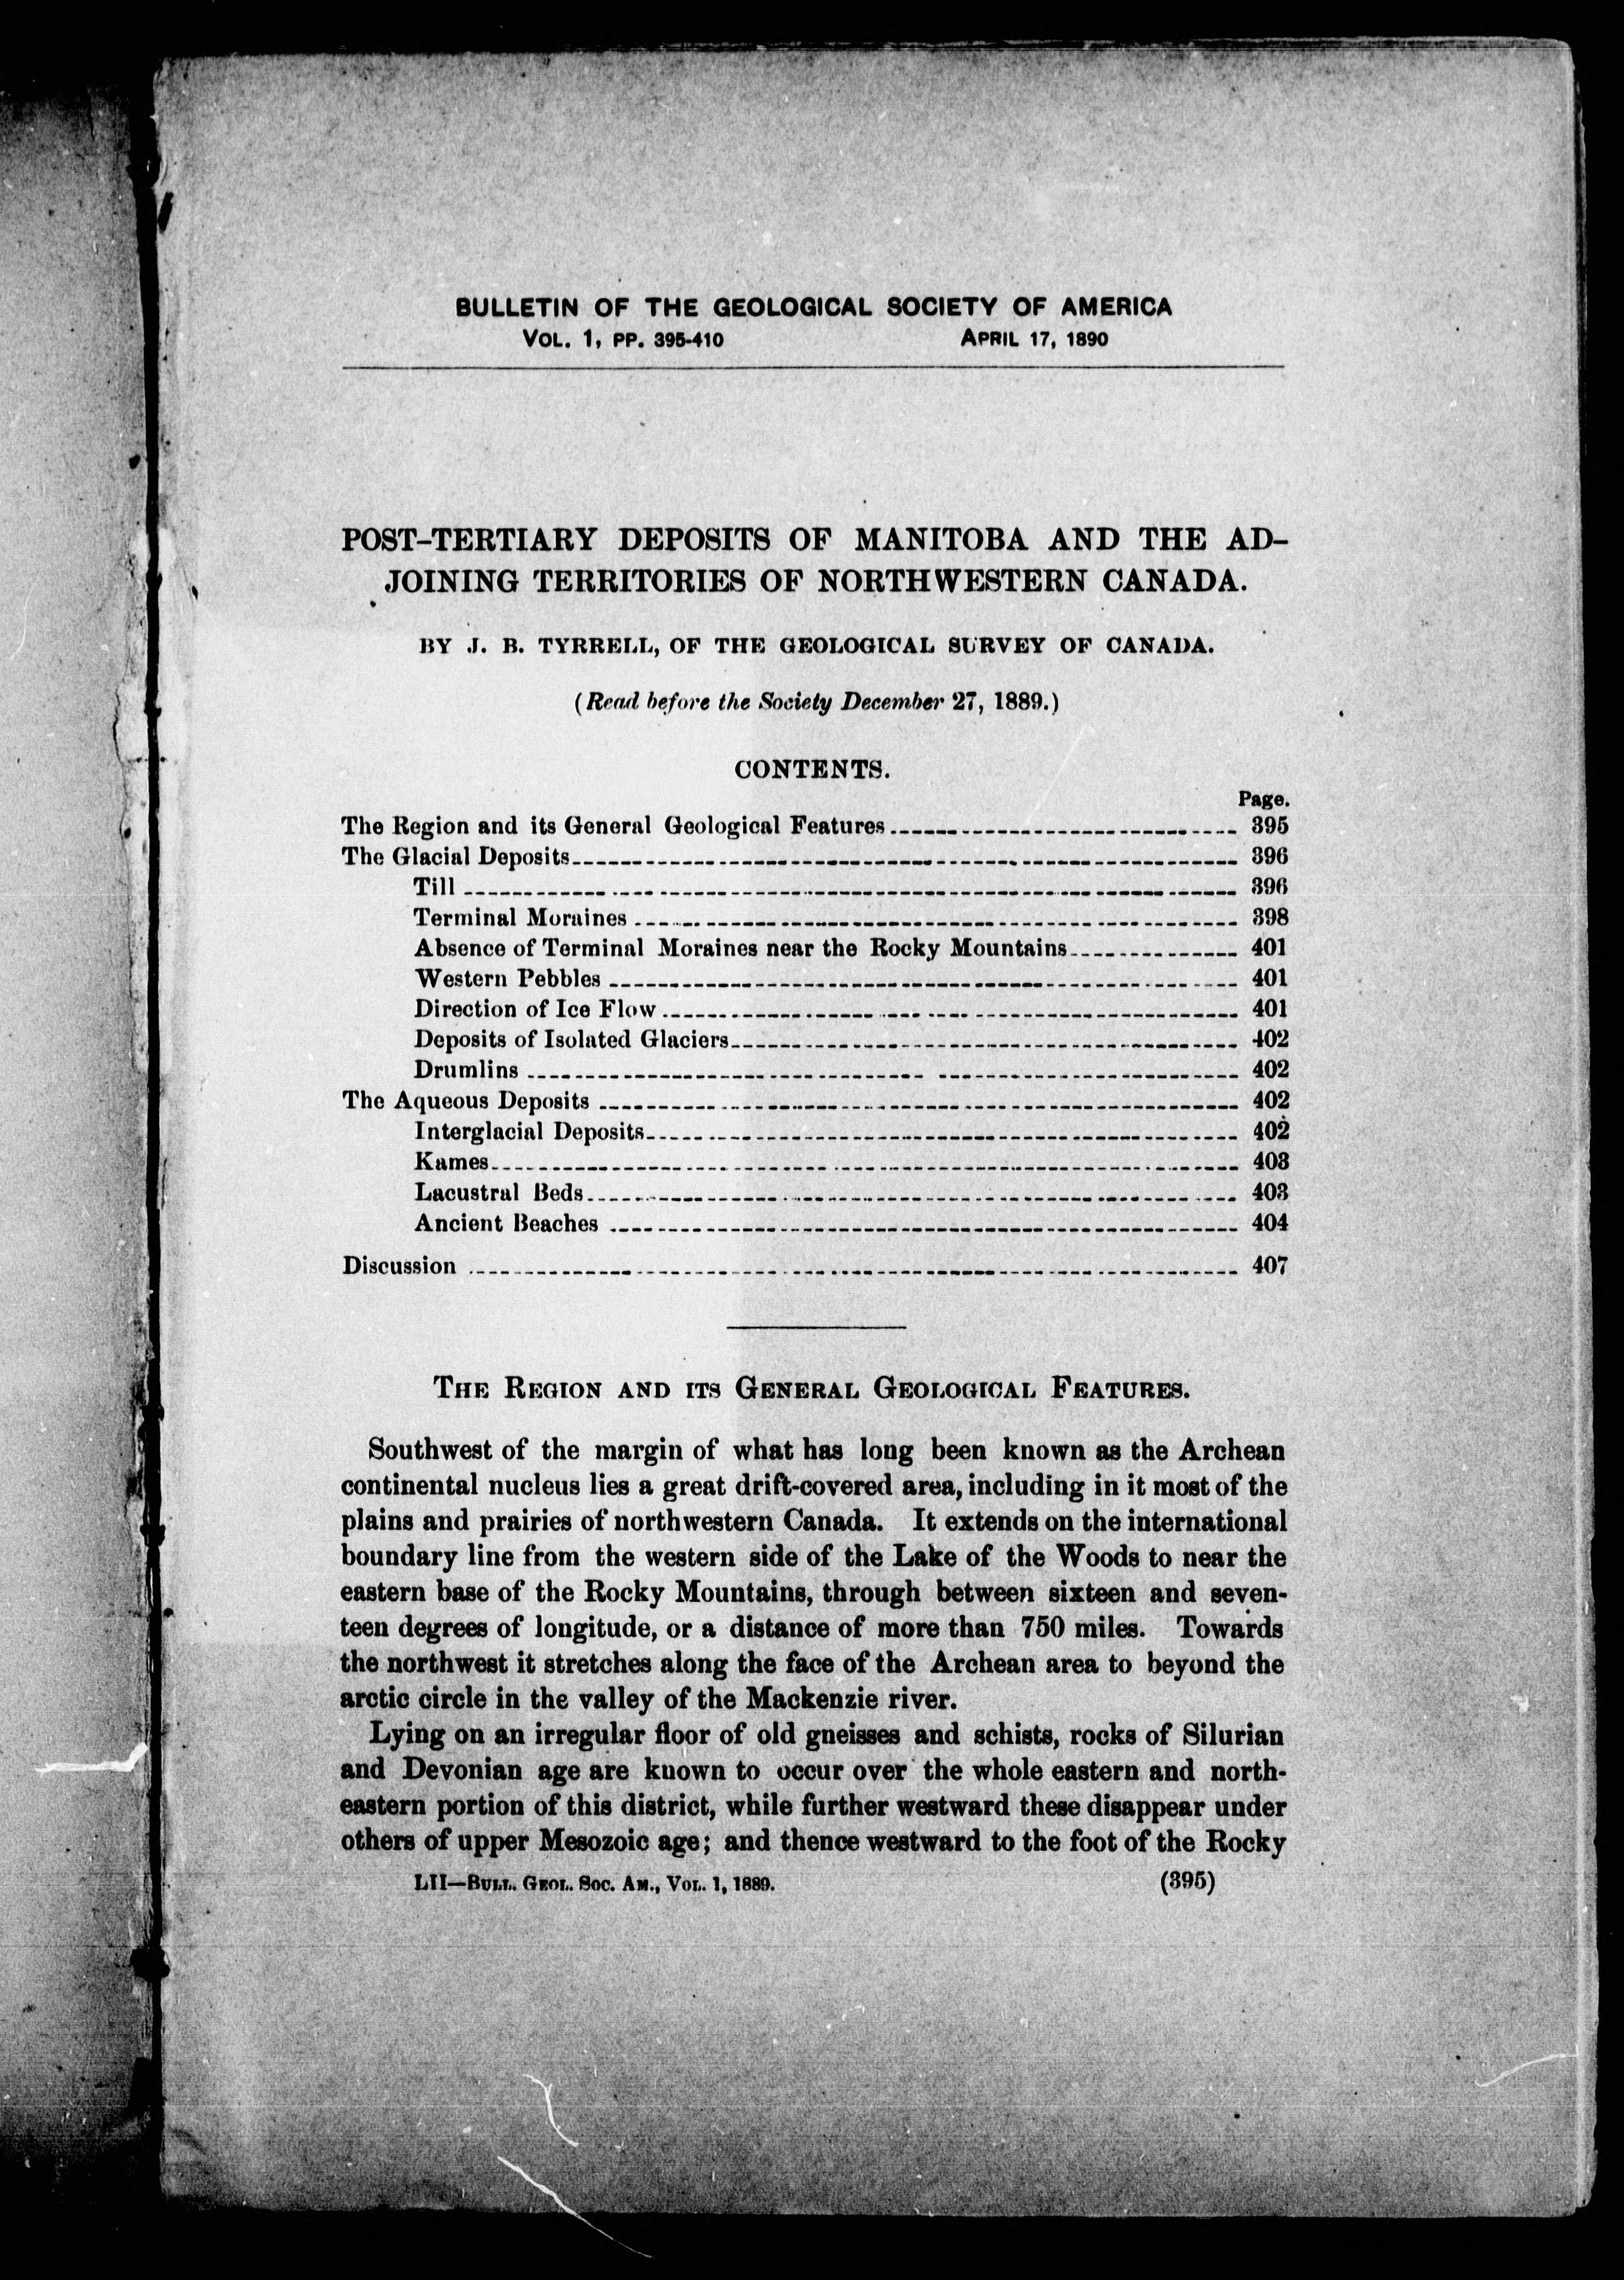 BULLETIN OF THE GEOLOGICAL SOCIETY OF AMERICA
VOL. 1, PP. 395-410 APRIL 17, 1890
POST-TERTIARY DEPOSITS OF MANITOBA AND THE AD-
JOINING TERRITORIES OF NORTHWESTERN CANADA.
BY J. B. TYRRELL, OF THE GEOLOGICAL SURVEY OF CANADA.
(Read before the Society December 27, 1889.)
CONTENTS.
Page.
The Region and its General Geological Features 395
The Glacial Deposits 396
Till 396
Terminal Moraines 398
Absence of Terminal Moraines near the Rocky Mountains 401
Western Pebbles 401
Direction of Ice Flow 401
Deposits of Isolated Glaciers 402
Drumlins 402
The Aqueous Deposits 402
Interglacial Deposits 402
Kames 403
Lacustral Beds 403
Ancient Beaches 404
Discussion 407
THE REGION AND ITS GENERAL GEOLOGICAL FEATURES.
Southwest of the margin of what has long been known as the Archean
continental nucleus lies a great drift-covered area, including in it most of the
plains and prairies of northwestern Canada. It extends on the international
boundary line from the western side of the Lake of the Woods to near the
eastern base of the Rocky Mountains, through between sixteen and seven-
teen degrees of longitude, or a distance of more than 750 miles. Towards
the northwest it stretches along the face of the Archean area to beyond the
arctic circle in the valley of the Mackenzie river.
Lying on an irregular floor of old gneisses and schists, rocks of Silurian
and Devonian age are known to occur over the whole eastern and north-
eastern portion of this district, while further westward these disappear under
others of upper Mesozoic age; and thence westward to the foot of the Rocky
LII—BULL. GEOL. SOC. AM., VOL. 1, 1889. (395)